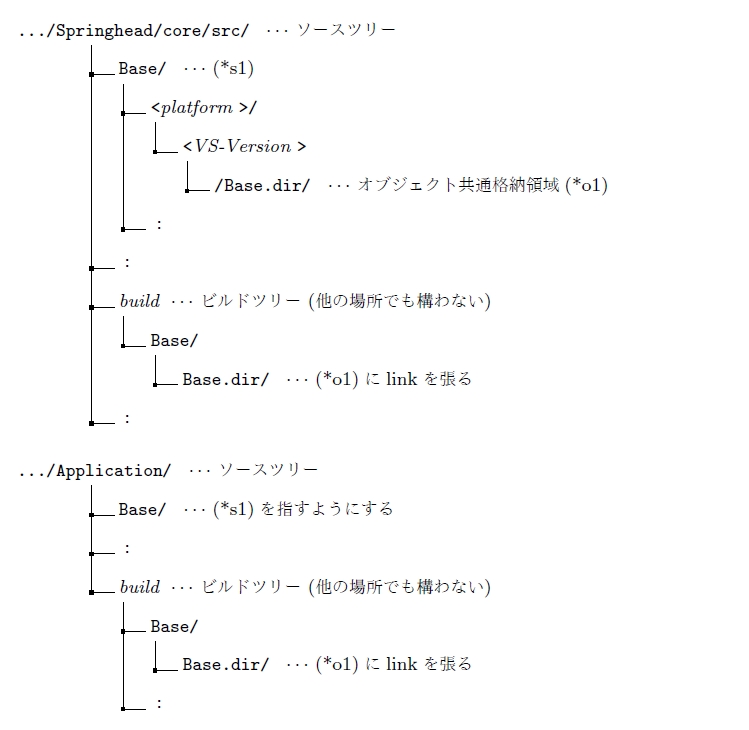 .../Springhead/core/src/ ··· ソースツリー
Base/ ··· (*s1)
<platform >/
<VS-Version >
/Base.dir/ ··· オブジェクト共通格納領域 (*o1)
:
:
build ··· ビルドツリー (他の場所でも構わない)
Base/
Base.dir/ ··· (*o1) に link を張る
:
.../Application/ ··· ソースツリー
Base/ ··· (*s1) を指すようにする
:
build ··· ビルドツリー (他の場所でも構わない)
Base/
Base.dir/ ··· (*o1) に link を張る
: